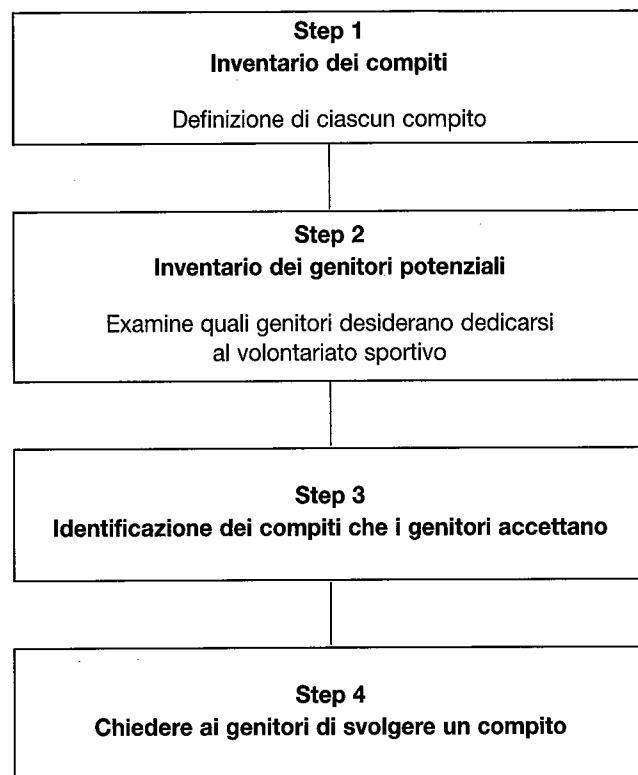 Step 1
Inventario dei compiti
Definizione di ciascun compito
Step 2
Inventario dei genitori potenziali
Examine quali genitori desiderano dedicarsi
al volontariato sportivo
Step 3
Identificazione dei compiti che i genitori accettano
Step 4
Chiedere ai genitori di svolgere un compito